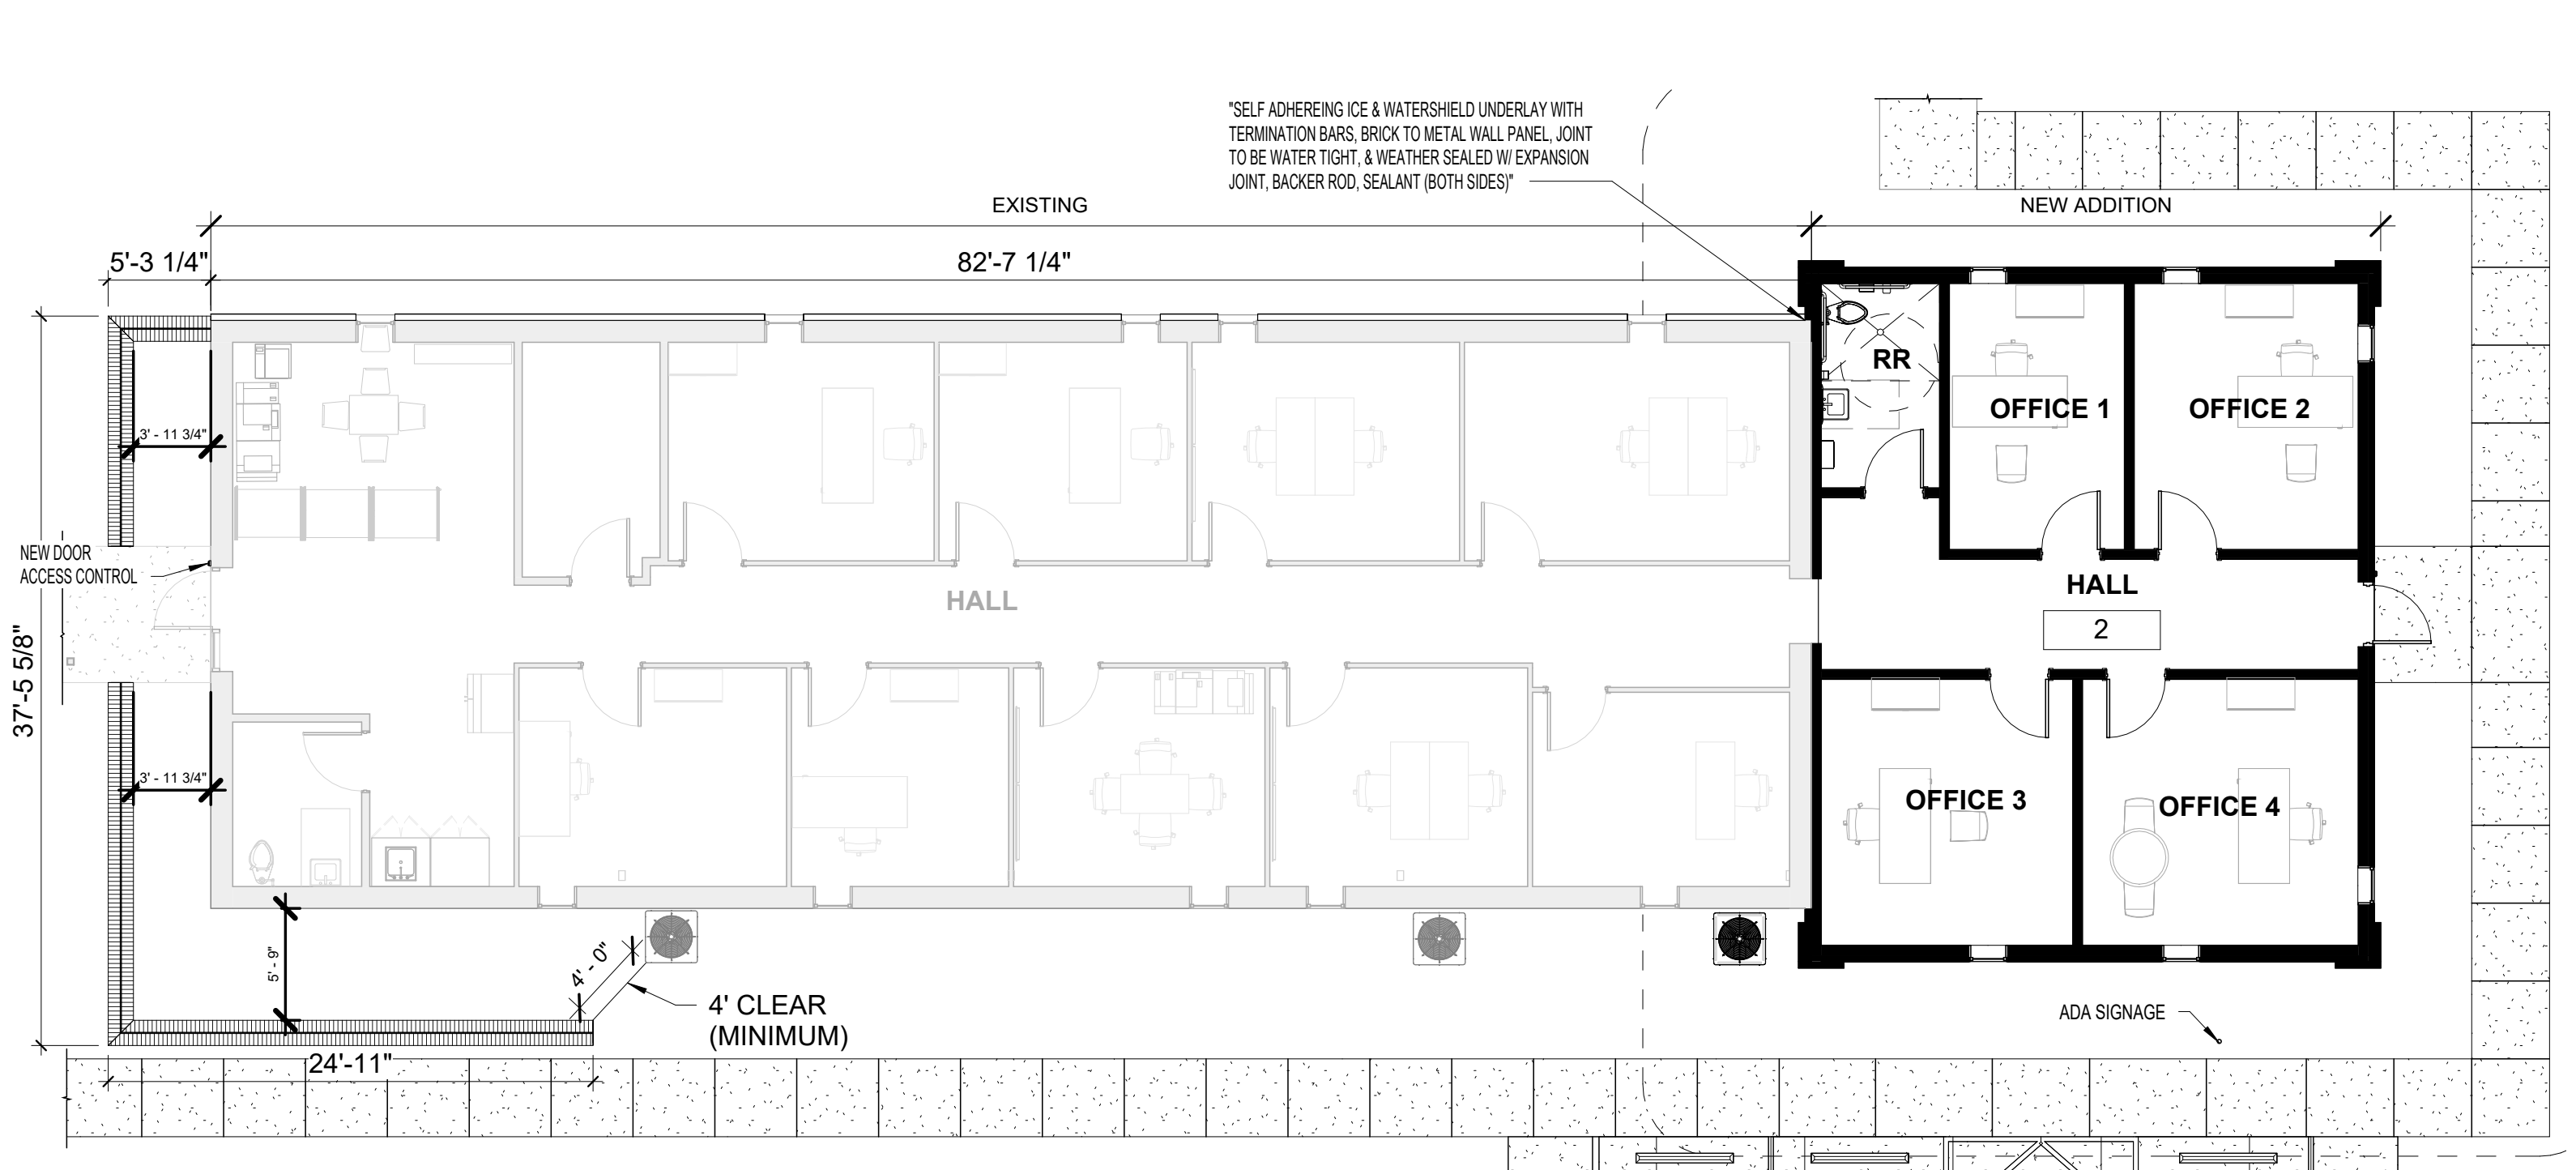 "SELF ADHEREING ICE & WATERSHIELD UNDERLAY WITH
TERMINATION BARS, BRICK TO METAL WALL PANEL, JOINT
TO BE WATER TIGHT, & WEATHER SEALED W/ EXPANSION
JOINT, BACKER ROD, SEALANT (BOTH SIDES)"
EXISTING
NEW ADDITION
5'-3 1/4"
82'-7 1/4"
RR
OFFICE 1
OFFICE 2
3' - 11 3/4"
NEW DOOR
ACCESS CONTROL
HALL
HALL
2
37'-5 5/8"
3' - 11 3/4"
OFFICE 3
OFFICE 4
5' - 9"
4' - 0"
4' CLEAR
(MINIMUM)
ADA SIGNAGE
24'-11"